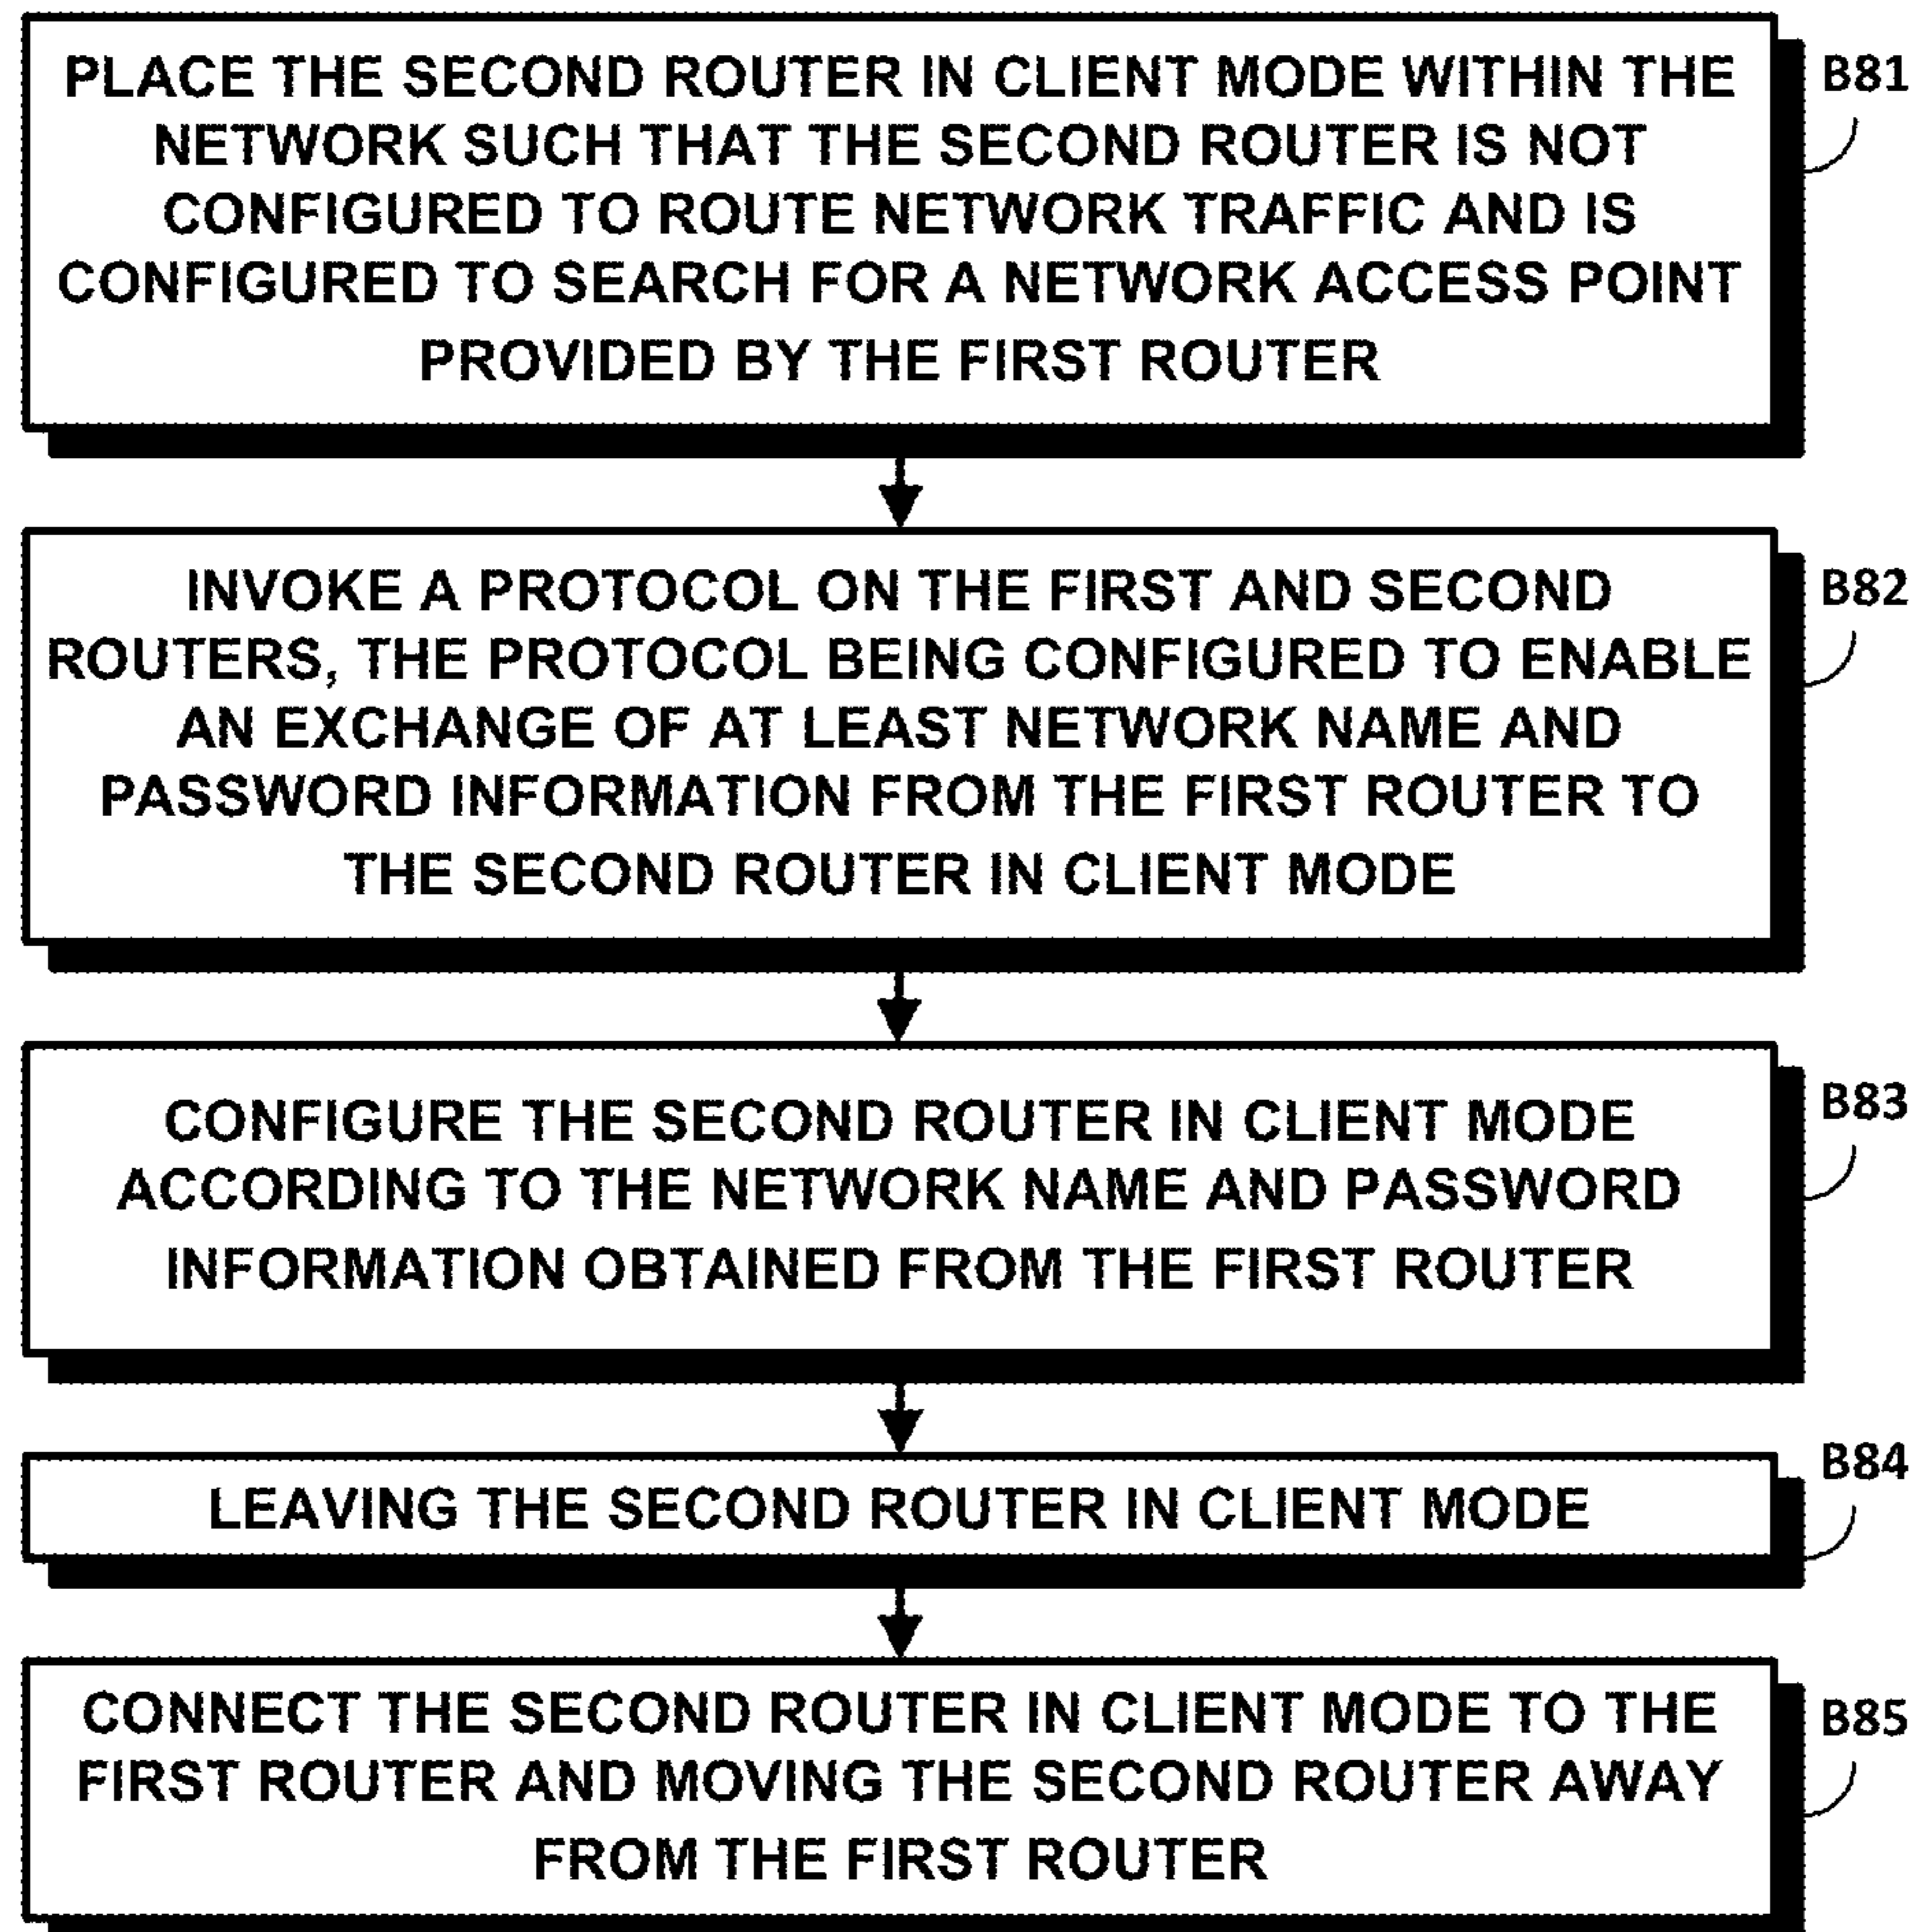 PLACE THE SECOND ROUTER IN CLIENT MODE WITHIN THE
NETWORK SUCH THAT THE SECOND ROUTER IS NOT
CONFIGURED TO ROUTE NETWORK TRAFFIC AND IS
CONFIGURED TO SEARCH FOR A NETWORK ACCESS POINT
PROVIDED BY THE FIRST ROUTER
B81
INVOKE A PROTOCOL ON THE FIRST AND SECOND
ROUTERS, THE PROTOCOL BEING CONFIGURED TO ENABLE
AN EXCHANGE OF AT LEAST NETWORK NAME AND
PASSWORD INFORMATION FROM THE FIRST ROUTER TO
THE SECOND ROUTER IN CLIENT MODE
B82
CONFIGURE THE SECOND ROUTER IN CLIENT MODE
ACCORDING TO THE NETWORK NAME AND PASSWORD
INFORMATION OBTAINED FROM THE FIRST ROUTER
B83
LEAVING THE SECOND ROUTER IN CLIENT MODE
B84
CONNECT THE SECOND ROUTER IN CLIENT MODE TO THE
FIRST ROUTER AND MOVING THE SECOND ROUTER AWAY
FROM THE FIRST ROUTER
B85